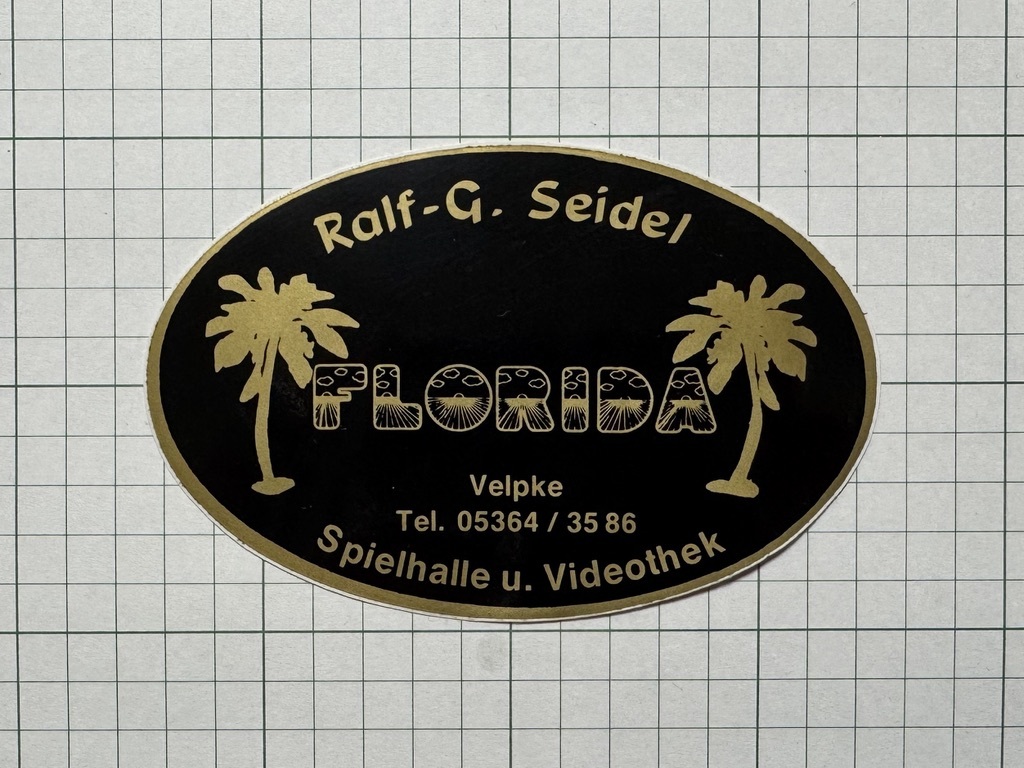 Ralf-G. Seidel
FLORIDA
Velpke
Tel. 05364 / 35 86
Spielhalle u. Videothek